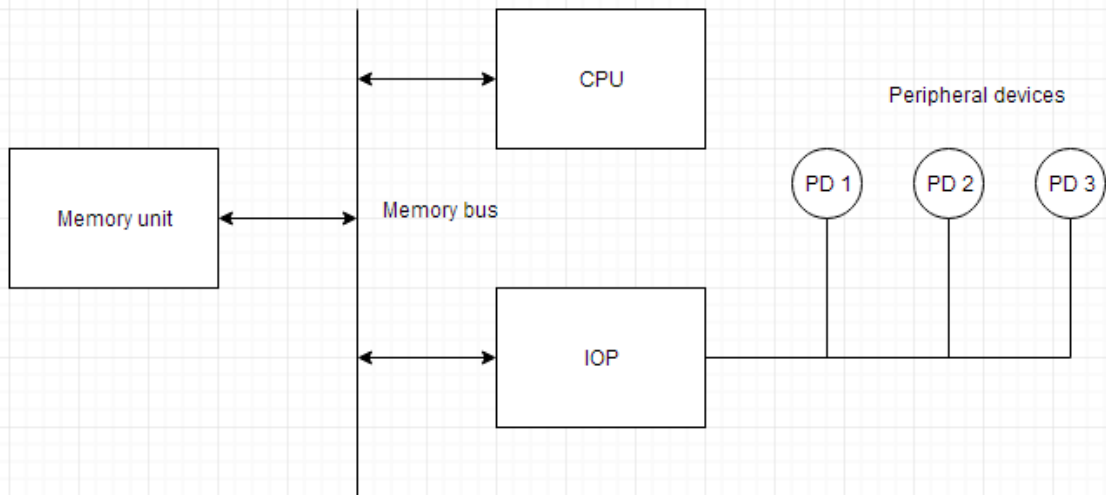 CPU
Peripheral devices
PD 1
PD 2
PD 3
Memory unit
Memory bus
IOP